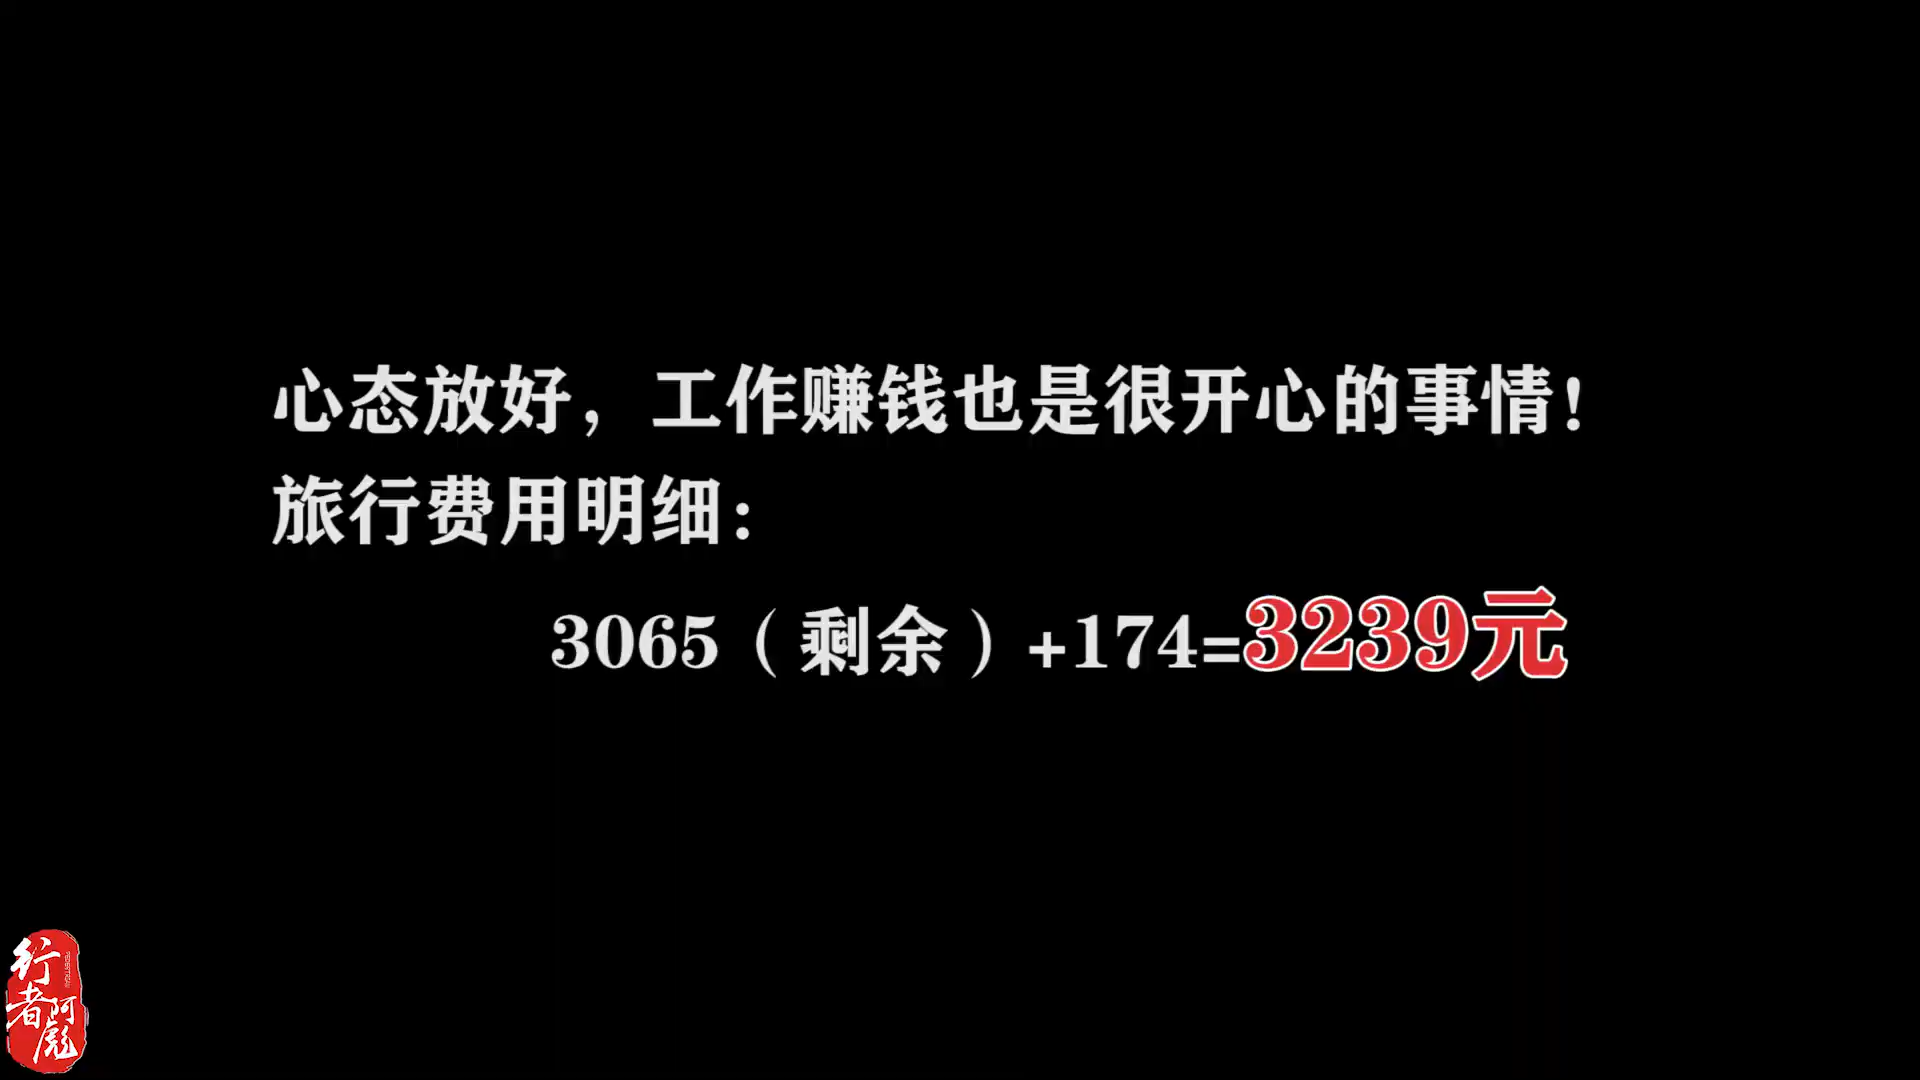 心态放好，工作赚钱也是很开心的事情！
旅行费用明细：
3065（剩余）+174=3239元
行者阿彪